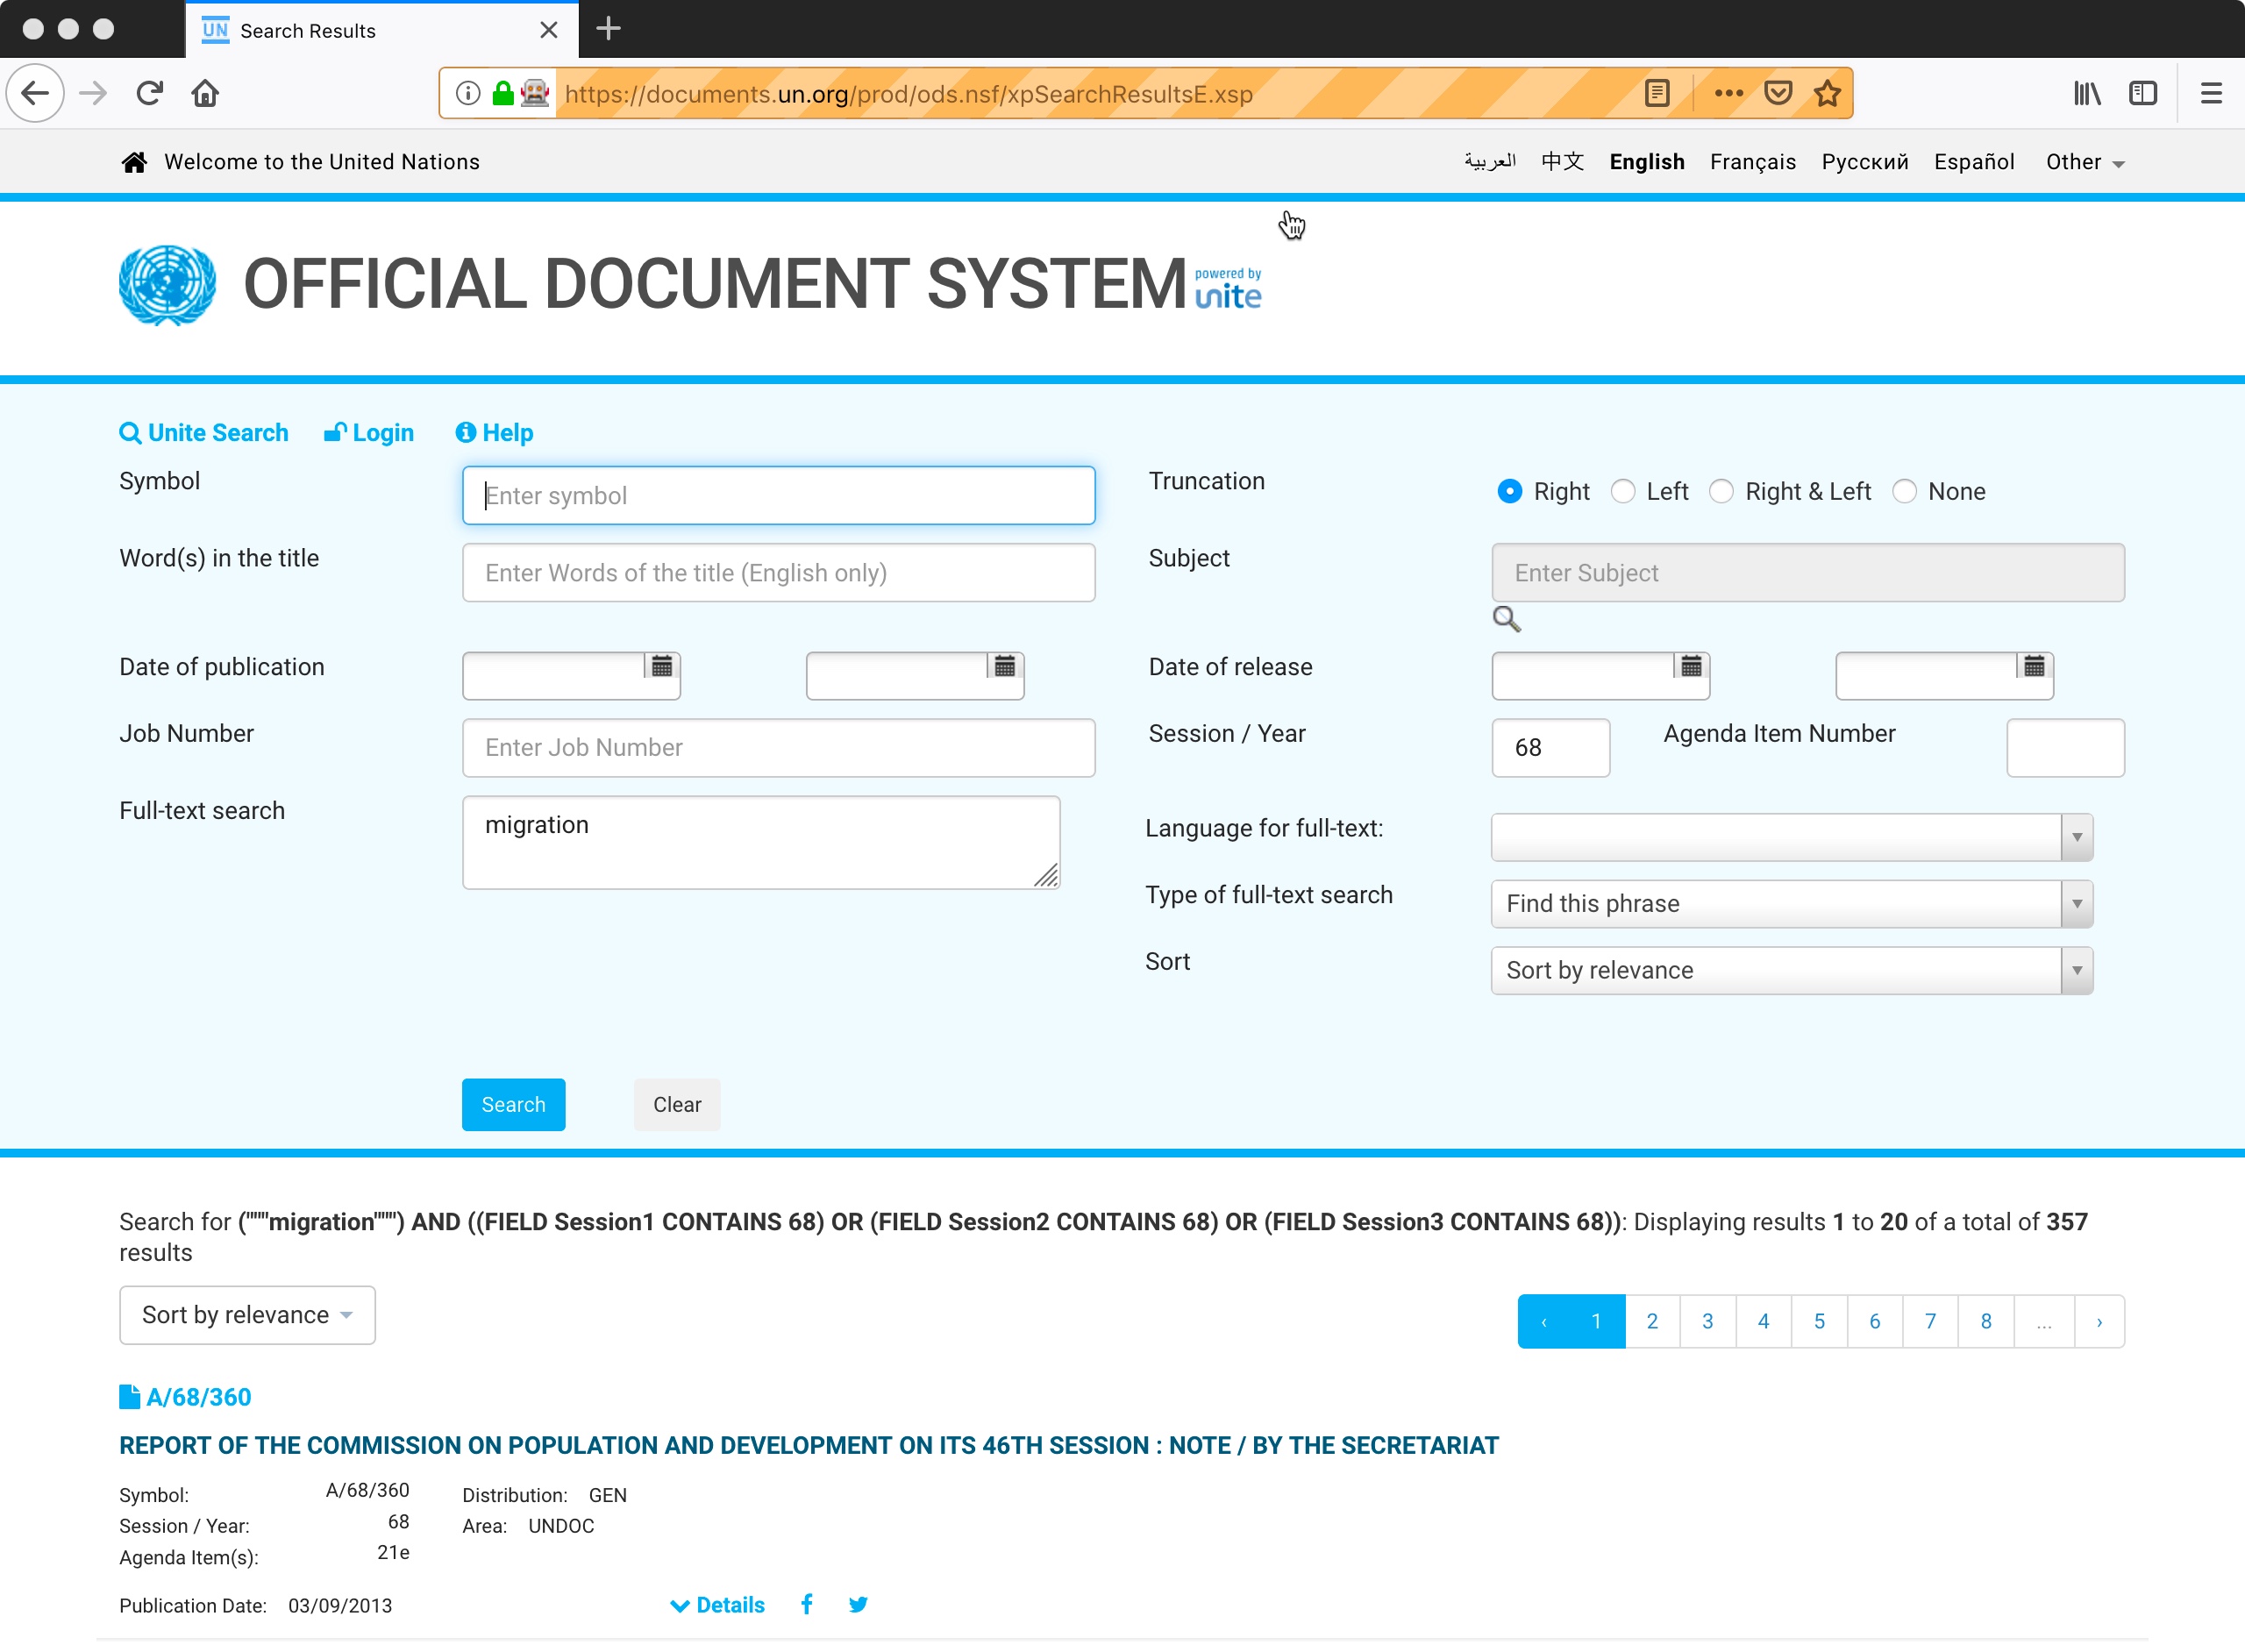 UN Search Results
https://documents.un.org/prod/ods.nsf/xpSearchResultsE.xsp
Welcome to the United Nations
العربية 中文 English Français Русский Español Other
OFFICIAL DOCUMENT SYSTEM powered by unite
Unite Search Login Help
Symbol Enter symbol Truncation Right Left Right & Left None
Word(s) in the title Enter Words of the title (English only) Subject Enter Subject
Date of publication Date of release
Job Number Enter Job Number Session / Year 68 Agenda Item Number
Full-text search migration Language for full-text:
Type of full-text search Find this phrase
Sort Sort by relevance
Search Clear
Search for ("""migration""") AND ((FIELD Session1 CONTAINS 68) OR (FIELD Session2 CONTAINS 68) OR (FIELD Session3 CONTAINS 68)): Displaying results 1 to 20 of a total of 357
results
Sort by relevance ‹ 1 2 3 4 5 6 7 8 ... ›
A/68/360
REPORT OF THE COMMISSION ON POPULATION AND DEVELOPMENT ON ITS 46TH SESSION : NOTE / BY THE SECRETARIAT
Symbol: A/68/360 Distribution: GEN
Session / Year: 68 Area: UNDOC
Agenda Item(s): 21e
Publication Date: 03/09/2013 Details